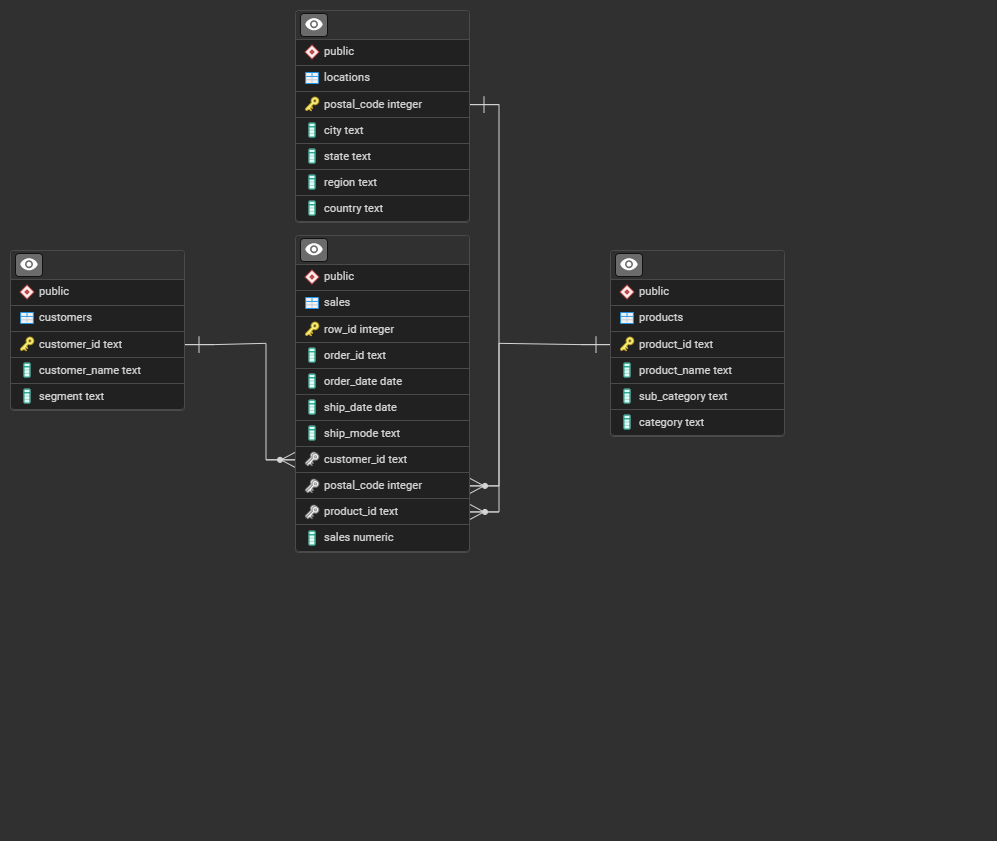 public
locations
postal_code integer
city text
state text
region text
country text
public
customers
customer_id text
customer_name text
segment text
public
sales
row_id integer
order_id text
order_date date
ship_date date
ship_mode text
customer_id text
postal_code integer
product_id text
sales numeric
public
products
product_id text
product_name text
sub_category text
category text